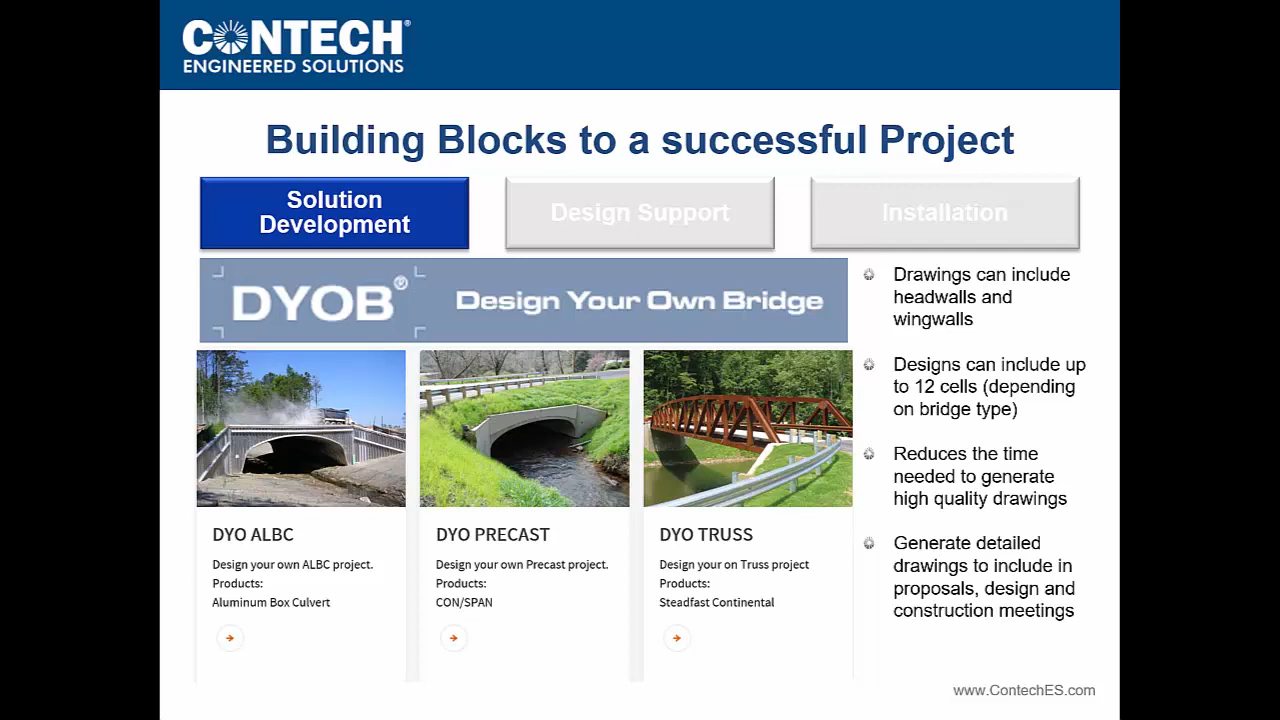 CONTECH®
ENGINEERED SOLUTIONS
Building Blocks to a successful Project
Solution
Development
Design Support
Installation
DYOB®
Design Your Own Bridge
DYO ALBC
Design your own ALBC project.
Products:
Aluminum Box Culvert
DYO PRECAST
Design your own Precast project.
Products:
CON/SPAN
DYO TRUSS
Design your on Truss project
Products:
Steadfast Continental
Drawings can include
headwalls and
wingwalls
Designs can include up
to 12 cells (depending
on bridge type)
Reduces the time
needed to generate
high quality drawings
Generate detailed
drawings to include in
proposals, design and
construction meetings
www.ContechES.com